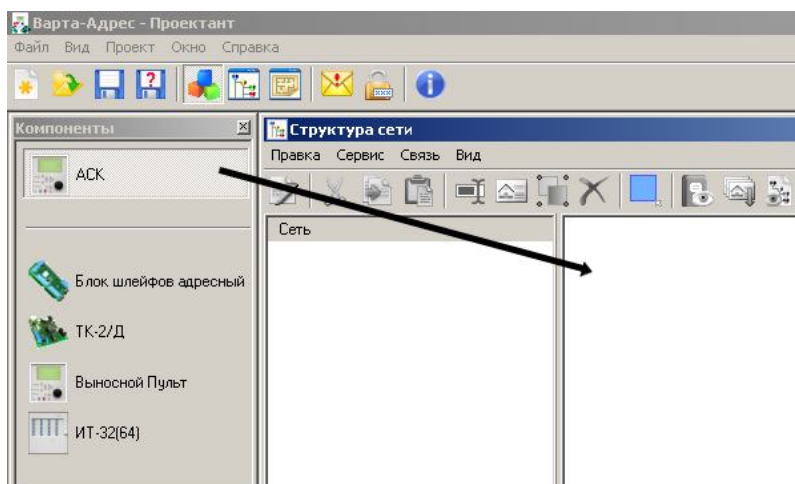 Варта-Адрес - Проектант
Файл Вид Проект Окно Справка
Компоненты
АСК
Блок шлейфов адресный
ТК-2/Д
Выносной Пульт
ИТ-32(64)
Структура сети
Правка Сервис Связь Вид
Сеть